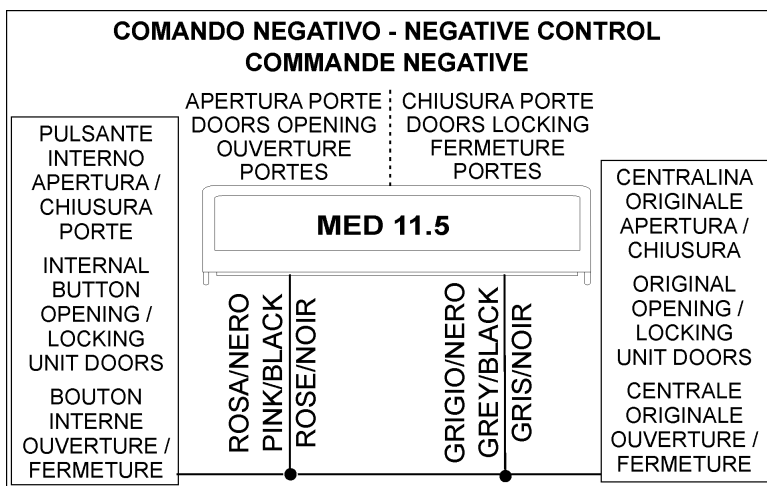 COMANDO NEGATIVO - NEGATIVE CONTROL
COMMANDE NEGATIVE
PULSANTE
INTERNO
APERTURA /
CHIUSURA
PORTE
INTERNAL
BUTTON
OPENING /
LOCKING
UNIT DOORS
BOUTON
INTERNE
OUVERTURE /
FERMETURE
APERTURA PORTE
DOORS OPENING
OUVERTURE
PORTES
CHIUSURA PORTE
DOORS LOCKING
FERMETURE
PORTES
MED 11.5
ROSA/NERO
PINK/BLACK
ROSE/NOIR
GRIGIO/NERO
GREY/BLACK
GRIS/NOIR
CENTRALINA
ORIGINALE
APERTURA /
CHIUSURA
ORIGINAL
OPENING /
LOCKING
UNIT DOORS
CENTRALE
ORIGINALE
OUVERTURE /
FERMETURE